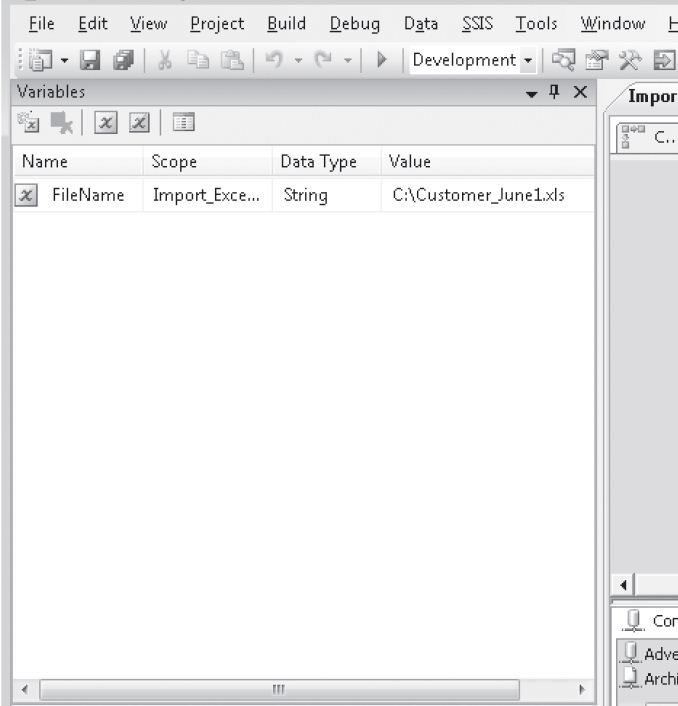 File Edit View Project Build Debug Data SSIS Tools Window
Development
Variables
Impor
C...
Name Scope Data Type Value
FileName Import_Exce... String C:\Customer_June1.xls
Con
Adve
Archi